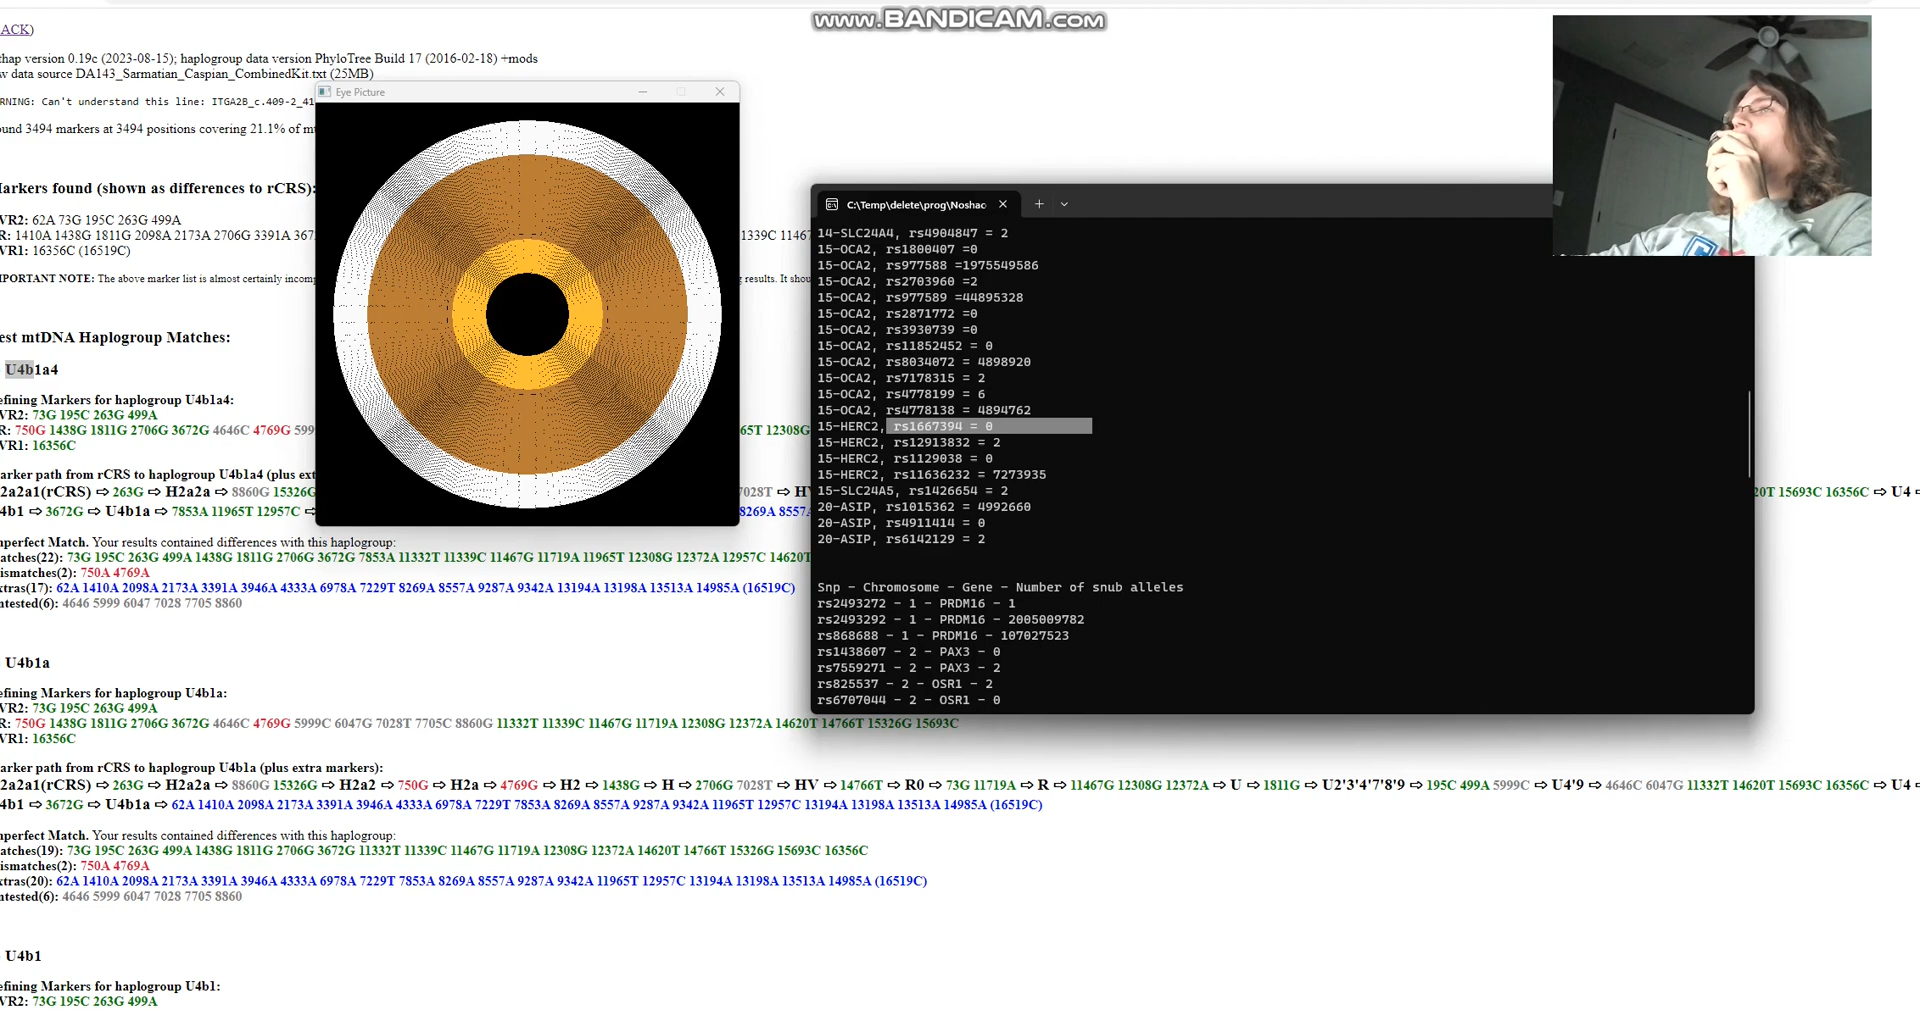 www.BANDICAM.com
ACK)
thap version 0.19c (2023-08-15); haplogroup data version PhyloTree Build 17 (2016-02-18) +mods
w data source DA143_Sarmatian_Caspian_CombinedKit.txt (25MB)
RNING: Can't understand this line: ITGA2B_c.409-2_41
ound 3494 markers at 3494 positions covering 21.1% of m
arkers found (shown as differences to rCRS):
VR2: 62A 73G 195C 263G 499A
R: 1410A 1438G 1811G 2098A 2173A 2706G 3391A 367
1339C 11467
VR1: 16356C (16519C)
MPORTANT NOTE: The above marker list is almost certainly incomp
g results. It shou
est mtDNA Haplogroup Matches:
U4b1a4
efining Markers for haplogroup U4b1a4:
VR2: 73G 195C 263G 499A
R: 750G 1438G 1811G 2706G 3672G 4646C 4769G 599
65T 12308G
VR1: 16356C
arker path from rCRS to haplogroup U4b1a4 (plus ext
2a2a1(rCRS) ⇨ 263G ⇨ H2a2a ⇨ 8860G 15326G
7028T ⇨ HV
20T 15693C 16356C ⇨ U4 ⇨
4b1 ⇨ 3672G ⇨ U4b1a ⇨ 7853A 11965T 12957C ⇨
8269A 8557A
mperfect Match. Your results contained differences with this haplogroup:
atches(22): 73G 195C 263G 499A 1438G 1811G 2706G 3672G 7853A 11332T 11339C 11467G 11719A 11965T 12308G 12372A 12957C 14620T
ismatches(2): 750A 4769A
xtras(17): 62A 1410A 2098A 2173A 3391A 3946A 4333A 6978A 7229T 8269A 8557A 9287A 9342A 13194A 13198A 13513A 14985A (16519C)
ntested(6): 4646 5999 6047 7028 7705 8860
U4b1a
efining Markers for haplogroup U4b1a:
VR2: 73G 195C 263G 499A
R: 750G 1438G 1811G 2706G 3672G 4646C 4769G 5999C 6047G 7028T 7705C 8860G 11332T 11339C 11467G 11719A 12308G 12372A 14620T 14766T 15326G 15693C
VR1: 16356C
arker path from rCRS to haplogroup U4b1a (plus extra markers):
2a2a1(rCRS) ⇨ 263G ⇨ H2a2a ⇨ 8860G 15326G ⇨ H2a2 ⇨ 750G ⇨ H2a ⇨ 4769G ⇨ H2 ⇨ 1438G ⇨ H ⇨ 2706G 7028T ⇨ HV ⇨ 14766T ⇨ R0 ⇨ 73G 11719A ⇨ R ⇨ 11467G 12308G 12372A ⇨ U ⇨ 1811G ⇨ U2'3'4'7'8'9 ⇨ 195C 499A 5999C ⇨ U4'9 ⇨ 4646C 6047G 11332T 14620T 15693C 16356C ⇨ U4 ⇨
4b1 ⇨ 3672G ⇨ U4b1a ⇨ 62A 1410A 2098A 2173A 3391A 3946A 4333A 6978A 7229T 7853A 8269A 8557A 9287A 9342A 11965T 12957C 13194A 13198A 13513A 14985A (16519C)
mperfect Match. Your results contained differences with this haplogroup:
atches(19): 73G 195C 263G 499A 1438G 1811G 2706G 3672G 11332T 11339C 11467G 11719A 12308G 12372A 14620T 14766T 15326G 15693C 16356C
ismatches(2): 750A 4769A
xtras(20): 62A 1410A 2098A 2173A 3391A 3946A 4333A 6978A 7229T 7853A 8269A 8557A 9287A 9342A 11965T 12957C 13194A 13198A 13513A 14985A (16519C)
ntested(6): 4646 5999 6047 7028 7705 8860
U4b1
efining Markers for haplogroup U4b1:
VR2: 73G 195C 263G 499A
Eye Picture
C:\Temp\delete\prog\Noshac
14-SLC24A4, rs4904847 = 2
15-OCA2, rs1800407 =0
15-OCA2, rs977588 =1975549586
15-OCA2, rs2703960 =2
15-OCA2, rs977589 =44895328
15-OCA2, rs2871772 =0
15-OCA2, rs3930739 =0
15-OCA2, rs11852452 = 0
15-OCA2, rs8034072 = 4898920
15-OCA2, rs7178315 = 2
15-OCA2, rs4778199 = 6
15-OCA2, rs4778138 = 4894762
15-HERC2, rs1667394 = 0
15-HERC2, rs12913832 = 2
15-HERC2, rs1129038 = 0
15-HERC2, rs11636232 = 7273935
15-SLC24A5, rs1426654 = 2
20-ASIP, rs1015362 = 4992660
20-ASIP, rs4911414 = 0
20-ASIP, rs6142129 = 2
Snp - Chromosome - Gene - Number of snub alleles
rs2493272 - 1 - PRDM16 - 1
rs2493292 - 1 - PRDM16 - 2005009782
rs868688 - 1 - PRDM16 - 107027523
rs1438607 - 2 - PAX3 - 0
rs7559271 - 2 - PAX3 - 2
rs825537 - 2 - OSR1 - 2
rs6707044 - 2 - OSR1 - 0